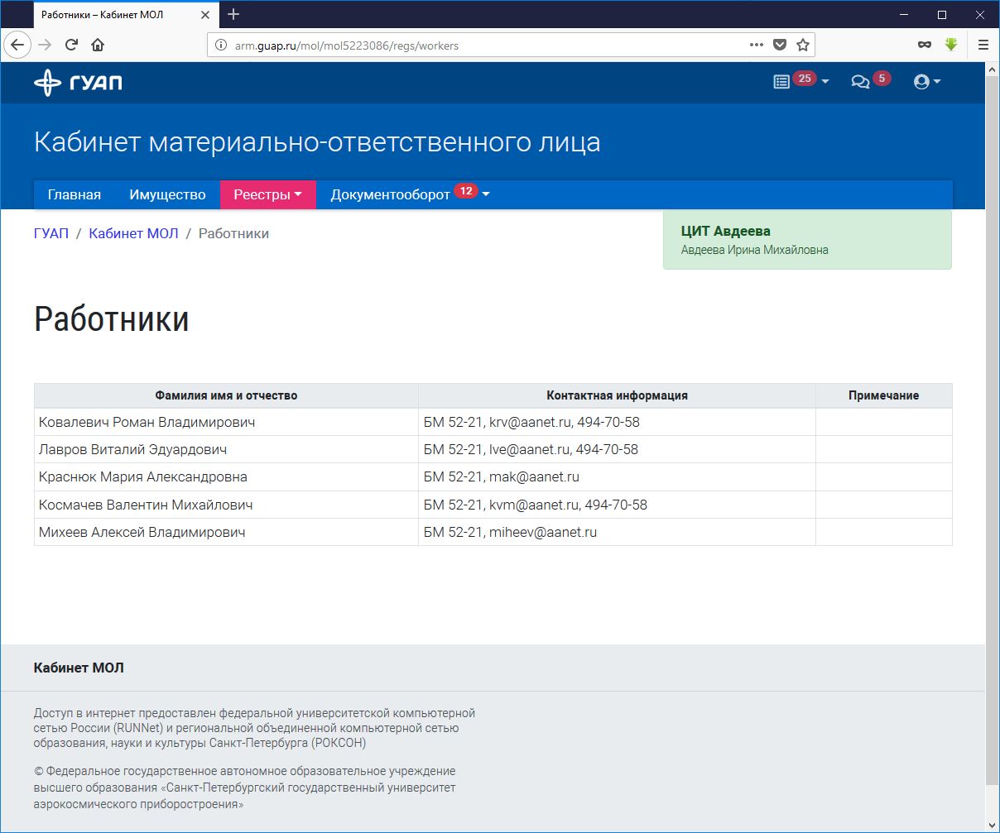 Работники – Кабинет МОЛ
arm.guap.ru/mol/mol5223086/regs/workers
ГУАП
25
5
Кабинет материально-ответственного лица
Главная Имущество Реестры Документооборот 12
ГУАП / Кабинет МОЛ / Работники
ЦИТ Авдеева
Авдеева Ирина Михайловна
Работники
Фамилия имя и отчество Контактная информация Примечание
Ковалевич Роман Владимирович БМ 52-21, krv@aanet.ru, 494-70-58
Лавров Виталий Эдуардович БМ 52-21, lve@aanet.ru, 494-70-58
Краснюк Мария Александровна БМ 52-21, mak@aanet.ru
Космачев Валентин Михайлович БМ 52-21, kvm@aanet.ru, 494-70-58
Михеев Алексей Владимирович БМ 52-21, miheev@aanet.ru
Кабинет МОЛ
Доступ в интернет предоставлен федеральной университетской компьютерной
сетью России (RUNNet) и региональной объединенной компьютерной сетью
образования, науки и культуры Санкт-Петербурга (РОКСОН)
© Федеральное государственное автономное образовательное учреждение
высшего образования «Санкт-Петербургский государственный университет
аэрокосмического приборостроения»